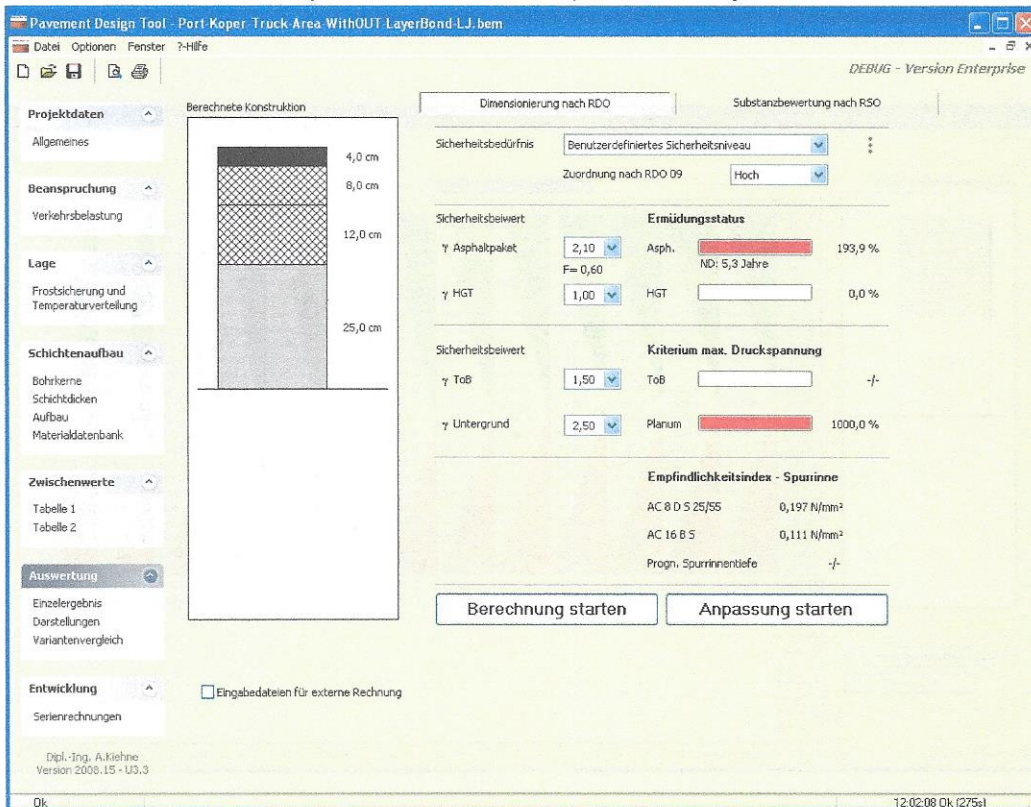 Pavement Design Tool - Port-Koper-Truck-Area-WithOUT-LayerBond-LJ.bem
Datei Optionen Fenster ?-Hilfe
DEBUG - Version Enterprise
Projektdaten
Allgemeines
Beanspruchung
Verkehrsbelastung
Lage
Frostsicherung und
Temperaturverteilung
Schichtenaufbau
Bohrkerne
Schichtdicken
Aufbau
Materialdatenbank
Zwischenwerte
Tabelle 1
Tabelle 2
Auswertung
Einzelergebnis
Darstellungen
Variantenvergleich
Entwicklung
Serienrechnungen
Dipl.-Ing. A.Kiehne
Version 2008.15 - U3.3
Berechnete Konstruktion
4,0 cm
8,0 cm
12,0 cm
25,0 cm
Eingabedateien für externe Rechnung
Dimensionierung nach RDO Substanzbewertung nach RSO
Sicherheitsbedürfnis Benutzerdefiniertes Sicherheitsniveau
Zuordnung nach RDO 09 Hoch
Sicherheitsbeiwert Ermüdungsstatus
γ Asphaltpaket 2,10 Asph. 193,9 %
F= 0,60 ND: 5,3 Jahre
γ HGT 1,00 HGT 0,0 %
Sicherheitsbeiwert Kriterium max. Druckspannung
γ ToB 1,50 ToB -/-
γ Untergrund 2,50 Planum 1000,0 %
Empfindlichkeitsindex - Spurrinne
AC 8 D S 25/55 0,197 N/mm²
AC 16 B S 0,111 N/mm²
Progn. Spurrinnentiefe -/-
Berechnung starten Anpassung starten
Ok 12:02:08 Ok (275s)